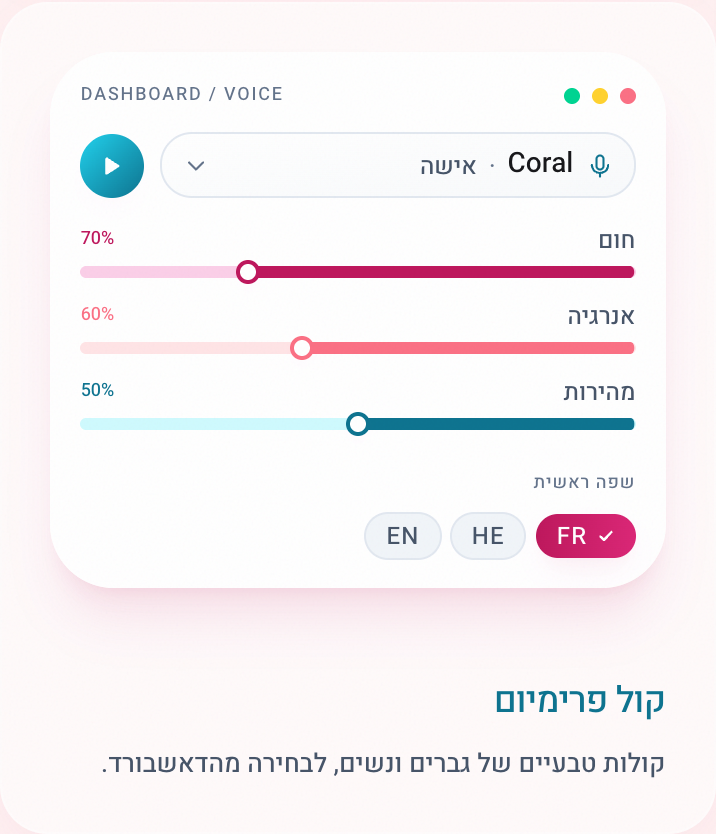 DASHBOARD / VOICE
Coral · אישה
חום 70%
אנרגיה 60%
מהירות 50%
שפה ראשית
FR HE EN
קול פרימיום
קולות טבעיים של גברים ונשים, לבחירה מהדאשבורד.